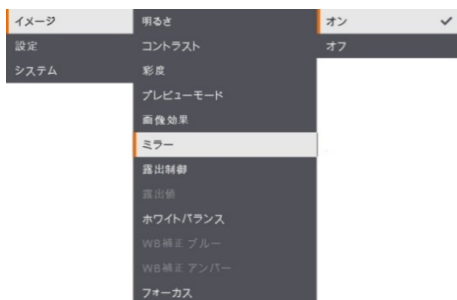 イメージ
設定
システム
明るさ
コントラスト
彩度
プレビューモード
画像効果
ミラー
露出制御
露出値
ホワイトバランス
WB補正 ブルー
WB補正 アンバー
フォーカス
オン
オフ